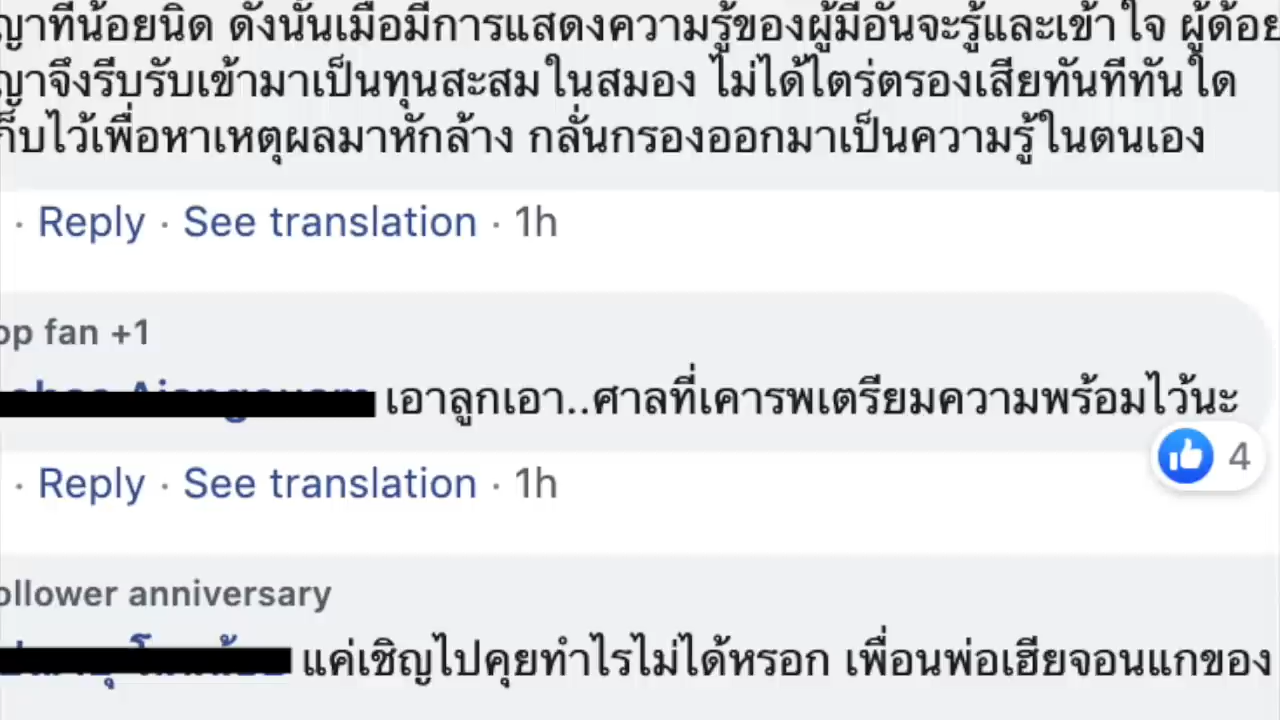 ญาที่น้อยนิด ดังนั้นเมื่อมีการแสดงความรู้ของผู้มีอันจะรู้และเข้าใจ ผู้ด้อย
ญาจึงรีบรับเข้ามาเป็นทุนสะสมในสมอง ไม่ได้ไตร่ตรองเสียทันทีทันใด
ก็บไว้เพื่อหาเหตุผลมาหักล้าง กลั่นกรองออกมาเป็นความรู้ในตนเอง
· Reply · See translation · 1h
op fan +1
เอาลูกเอา..ศาลที่เคารพเตรียมความพร้อมไว้นะ
4
· Reply · See translation · 1h
ollower anniversary
แค่เชิญไปคุยทำไรไม่ได้หรอก เพื่อนพ่อเฮียจอนแกของ